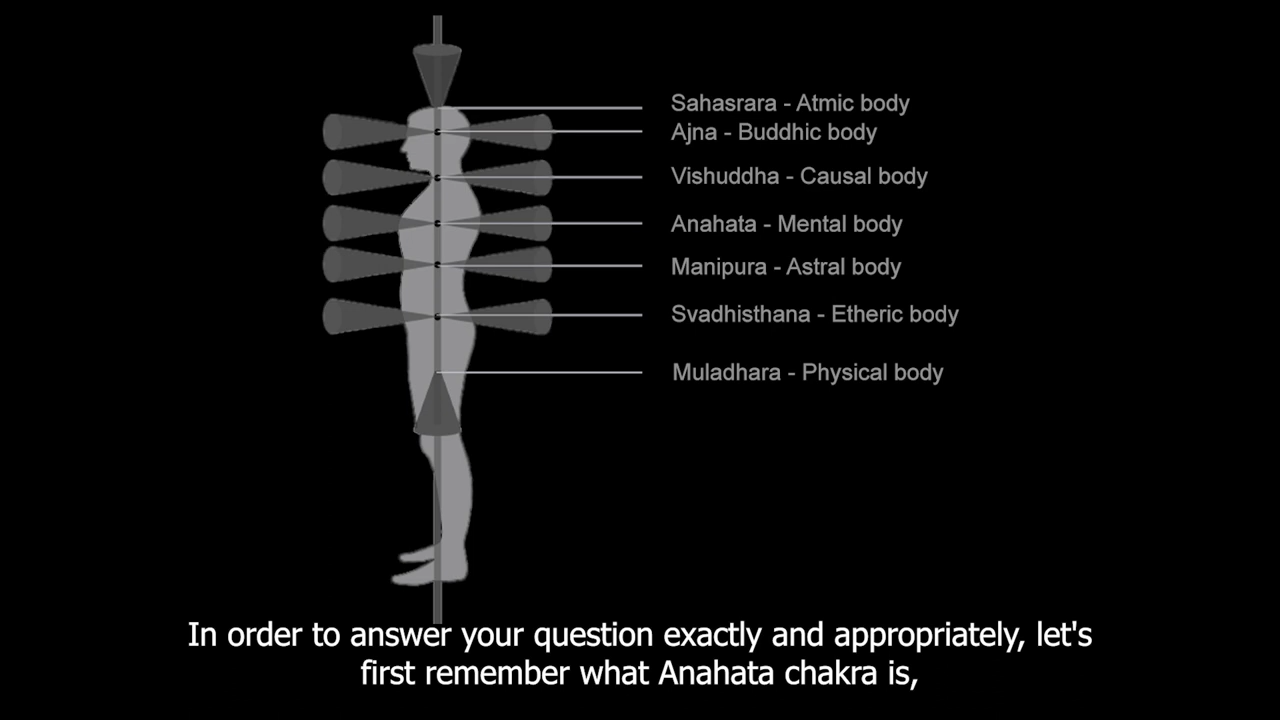 Sahasrara - Atmic body
Ajna - Buddhic body
Vishuddha - Causal body
Anahata - Mental body
Manipura - Astral body
Svadhisthana - Etheric body
Muladhara - Physical body
In order to answer your question exactly and appropriately, let's
first remember what Anahata chakra is,